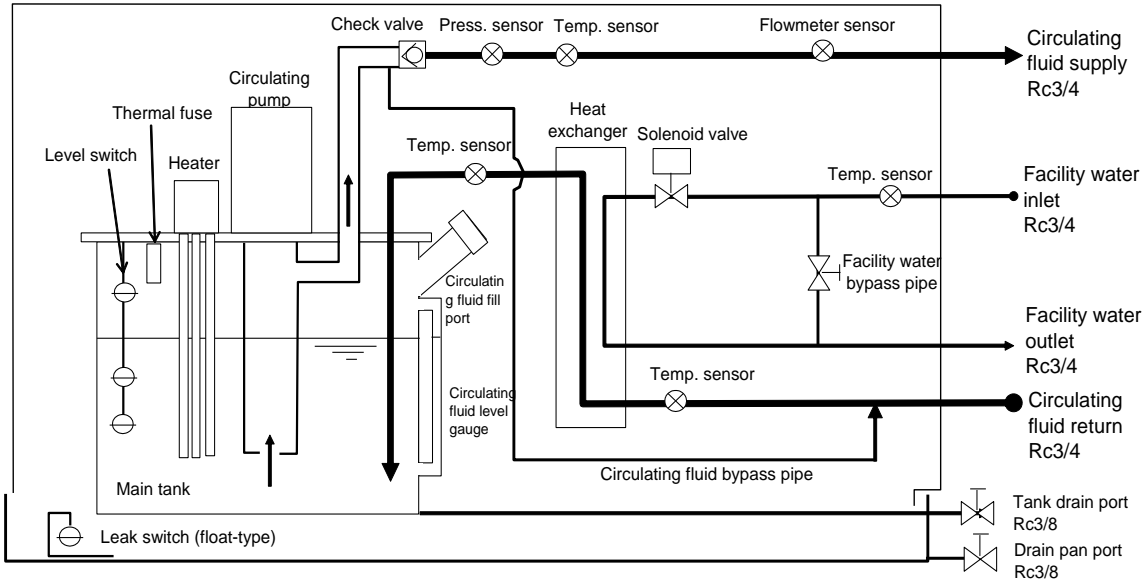 Check valve
Press. sensor
Temp. sensor
Flowmeter sensor
Circulating
fluid supply
Rc3/4
Circulating
pump
Thermal fuse
Level switch
Heater
Temp. sensor
Heat
exchanger
Solenoid valve
Temp. sensor
Facility water
inlet
Rc3/4
Circulatin
g fluid fill
port
Facility water
bypass pipe
Facility water
outlet
Rc3/4
Circulating
fluid level
gauge
Temp. sensor
Circulating
fluid return
Rc3/4
Circulating fluid bypass pipe
Main tank
Tank drain port
Rc3/8
Leak switch (float-type)
Drain pan port
Rc3/8